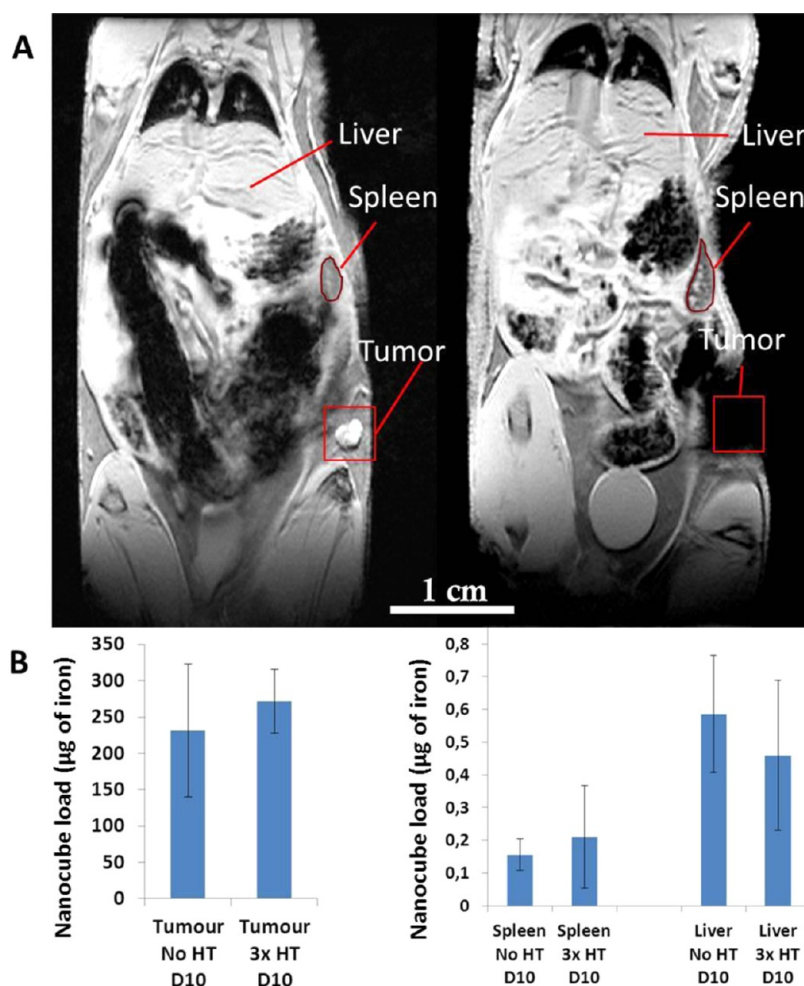 A
Liver
Spleen
Tumor
Liver
Spleen
Tumor
1 cm
B
Nanocube load (µg of iron)
350
300
250
200
150
100
50
0
Tumour
No HT
D10
Tumour
3x HT
D10
Nanocube load (µg of iron)
0,8
0,7
0,6
0,5
0,4
0,3
0,2
0,1
0
Spleen
No HT
D10
Spleen
3x HT
D10
Liver
No HT
D10
Liver
3x HT
D10